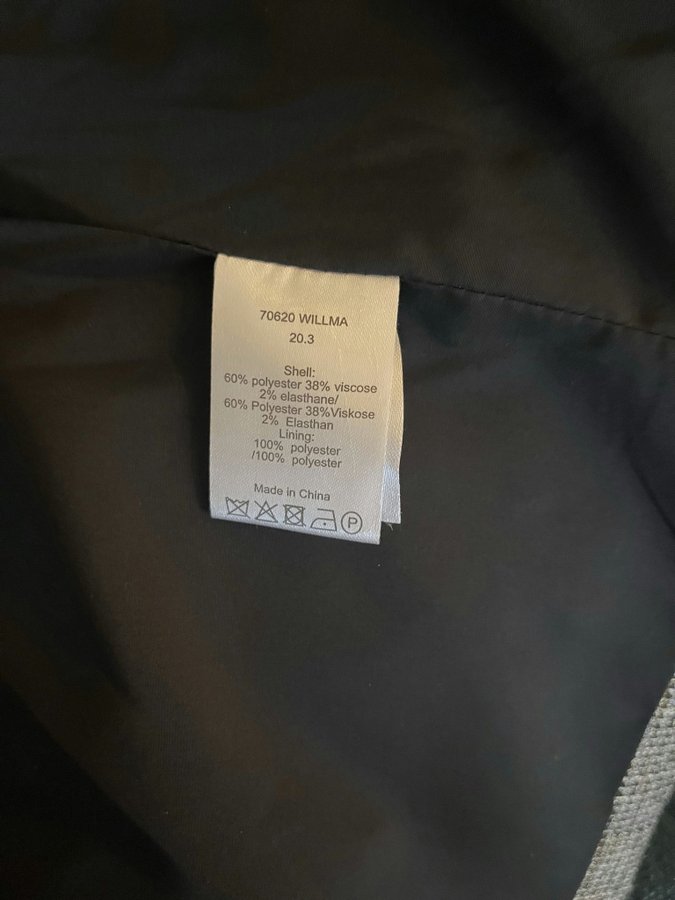 70620 WILLMA
20.3
Shell:
60% polyester 38% viscose
2% elasthane/
60% Polyester 38%Viskose
2% Elasthan
Lining:
100% polyester
/100% polyester
Made in China
P